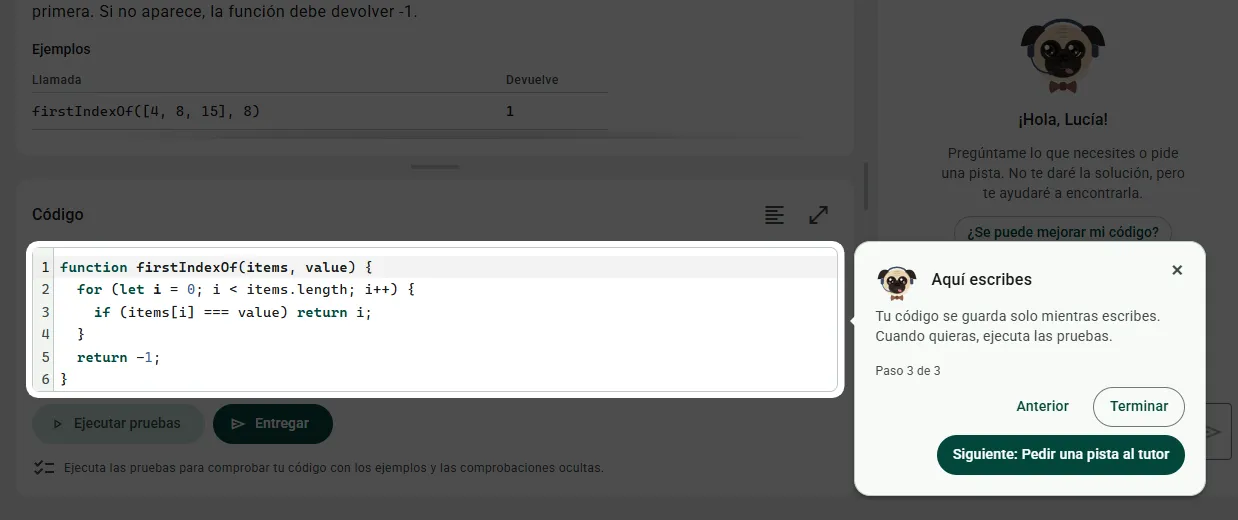 primera. Si no aparece, la función debe devolver -1.
Ejemplos
Llamada Devuelve
firstIndexOf([4, 8, 15], 8) 1
Código
1 function firstIndexOf(items, value) {
2 for (let i = 0; i < items.length; i++) {
3 if (items[i] === value) return i;
4 }
5 return -1;
6 }
Ejecutar pruebas Entregar
Ejecuta las pruebas para comprobar tu código con los ejemplos y las comprobaciones ocultas.
¡Hola, Lucía!
Pregúntame lo que necesites o pide
una pista. No te daré la solución, pero
te ayudaré a encontrarla.
¿Se puede mejorar mi código?
Aquí escribes
Tu código se guarda solo mientras escribes.
Cuando quieras, ejecuta las pruebas.
Paso 3 de 3
Anterior Terminar
Siguiente: Pedir una pista al tutor